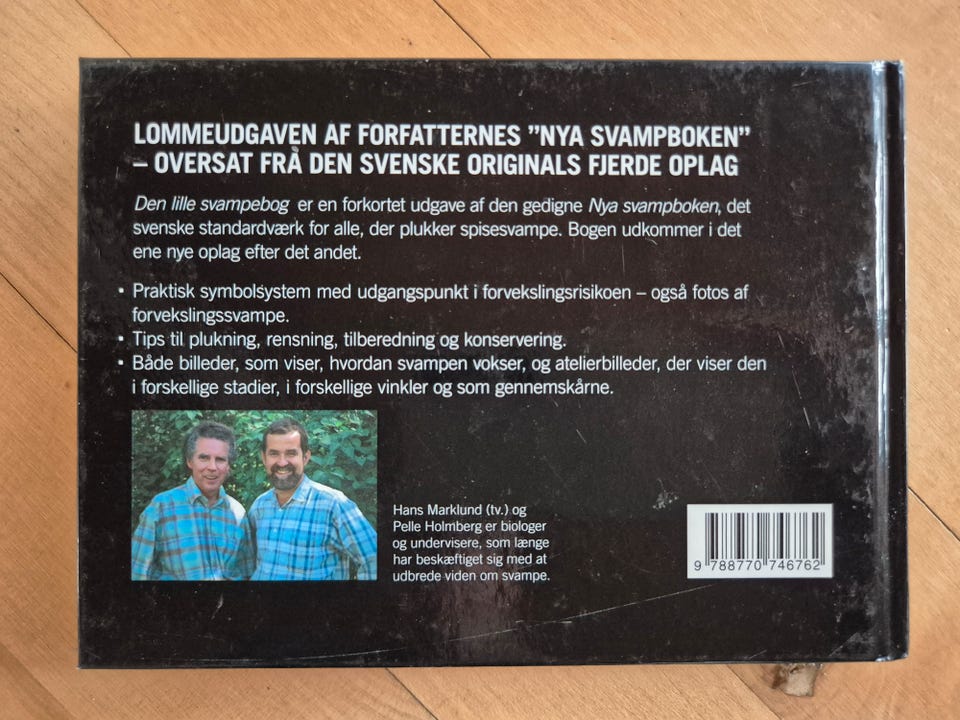 LOMMEUDGAVEN AF FORFATTERNES ”NYA SVAMPBOKEN”
– OVERSAT FRÅ DEN SVENSKE ORIGINALS FJERDE OPLAG
Den lille svampebog er en forkortet udgave af den gedigne Nya svampboken, det
svenske standardværk for alle, der plukker spisesvampe. Bogen udkommer i det
ene nye oplag efter det andet.
• Praktisk symbolsystem med udgangspunkt i forvekslingsrisikoen – også fotos af
forvekslingssvampe.
• Tips til plukning, rensning, tilberedning og konservering.
• Både billeder, som viser, hvordan svampen vokser, og atelierbilleder, der viser den
i forskellige stadier, i forskellige vinkler og som gennemskårne.
Hans Marklund (tv.) og
Pelle Holmberg er biologer
og undervisere, som længe
har beskæftiget sig med at
udbrede viden om svampe.
9 788770 746762